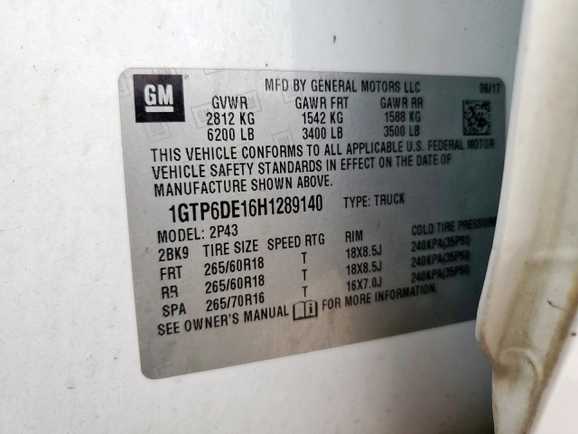 GM
MFD BY GENERAL MOTORS LLC 06/17
GVWR GAWR FRT GAWR RR
2812 KG 1542 KG 1588 KG
6200 LB 3400 LB 3500 LB
THIS VEHICLE CONFORMS TO ALL APPLICABLE U.S. FEDERAL MOTOR
VEHICLE SAFETY STANDARDS IN EFFECT ON THE DATE OF
MANUFACTURE SHOWN ABOVE.
1GTP6DE16H1289140 TYPE: TRUCK
MODEL: 2P43
2BK9 TIRE SIZE SPEED RTG RIM COLD TIRE PRESSURE
FRT 265/60R18 T 18X8.5J 240KPA(35PSI)
RR 265/60R18 T 18X8.5J 240KPA(35PSI)
SPA 265/70R16 T 16X7.0J 240KPA(35PSI)
SEE OWNER'S MANUAL FOR MORE INFORMATION.